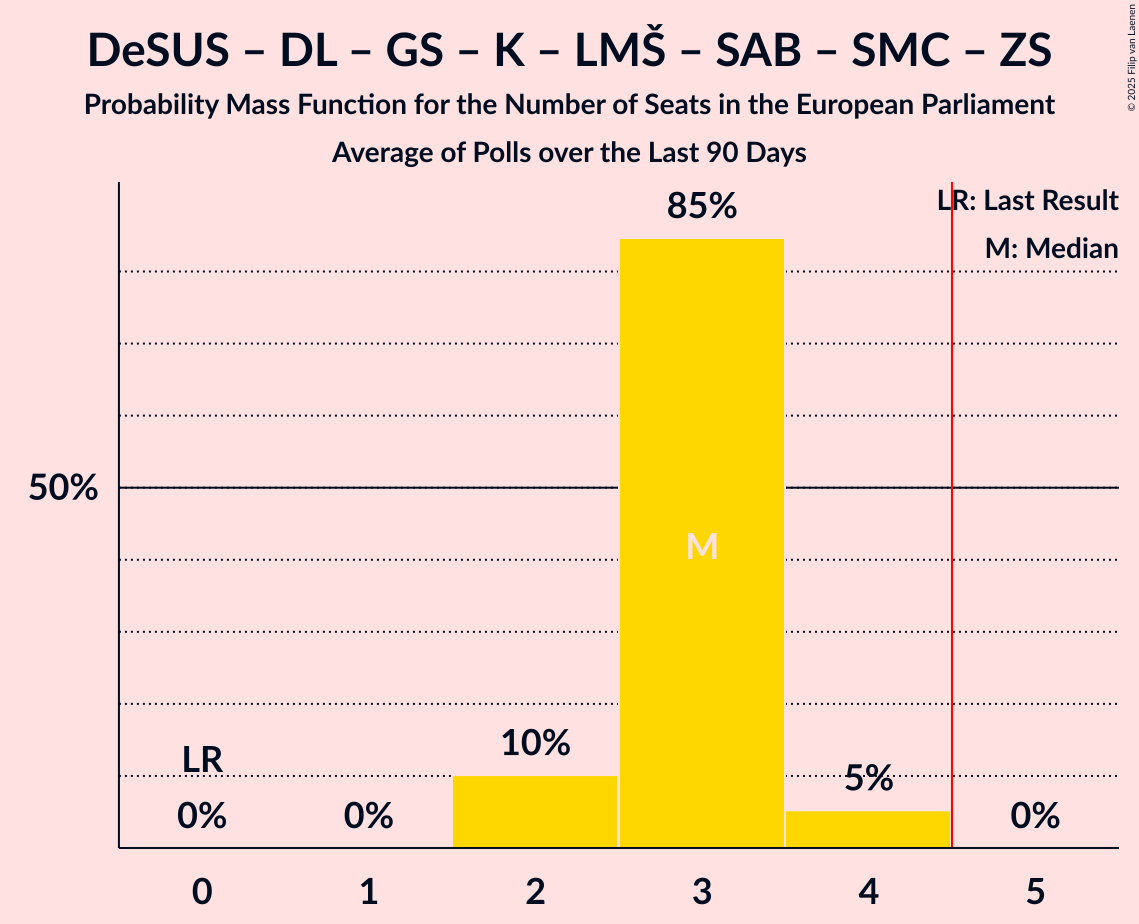 DeSUS – DL – GS – K – LMŠ – SAB – SMC – ZS
Probability Mass Function for the Number of Seats in the European Parliament
Average of Polls over the Last 90 Days
© 2025 Filip van Laenen
LR: Last Result
M: Median
85%
50%
M
10%
LR
5%
0%
0%
0%
0
1
2
3
4
5